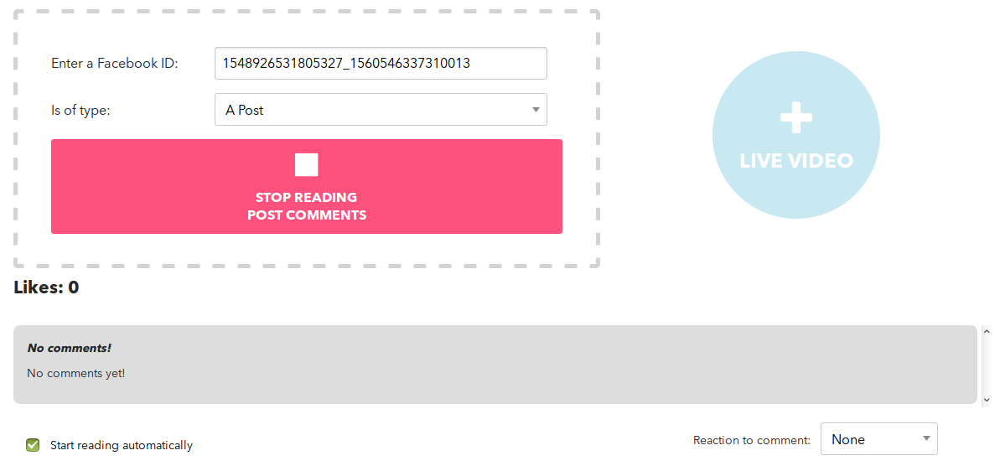 Enter a Facebook ID:
1548926531805327_1560546337310013
Is of type:
A Post
STOP READING
POST COMMENTS
LIVE VIDEO
Likes: 0
No comments!
No comments yet!
Start reading automatically
Reaction to comment:
None